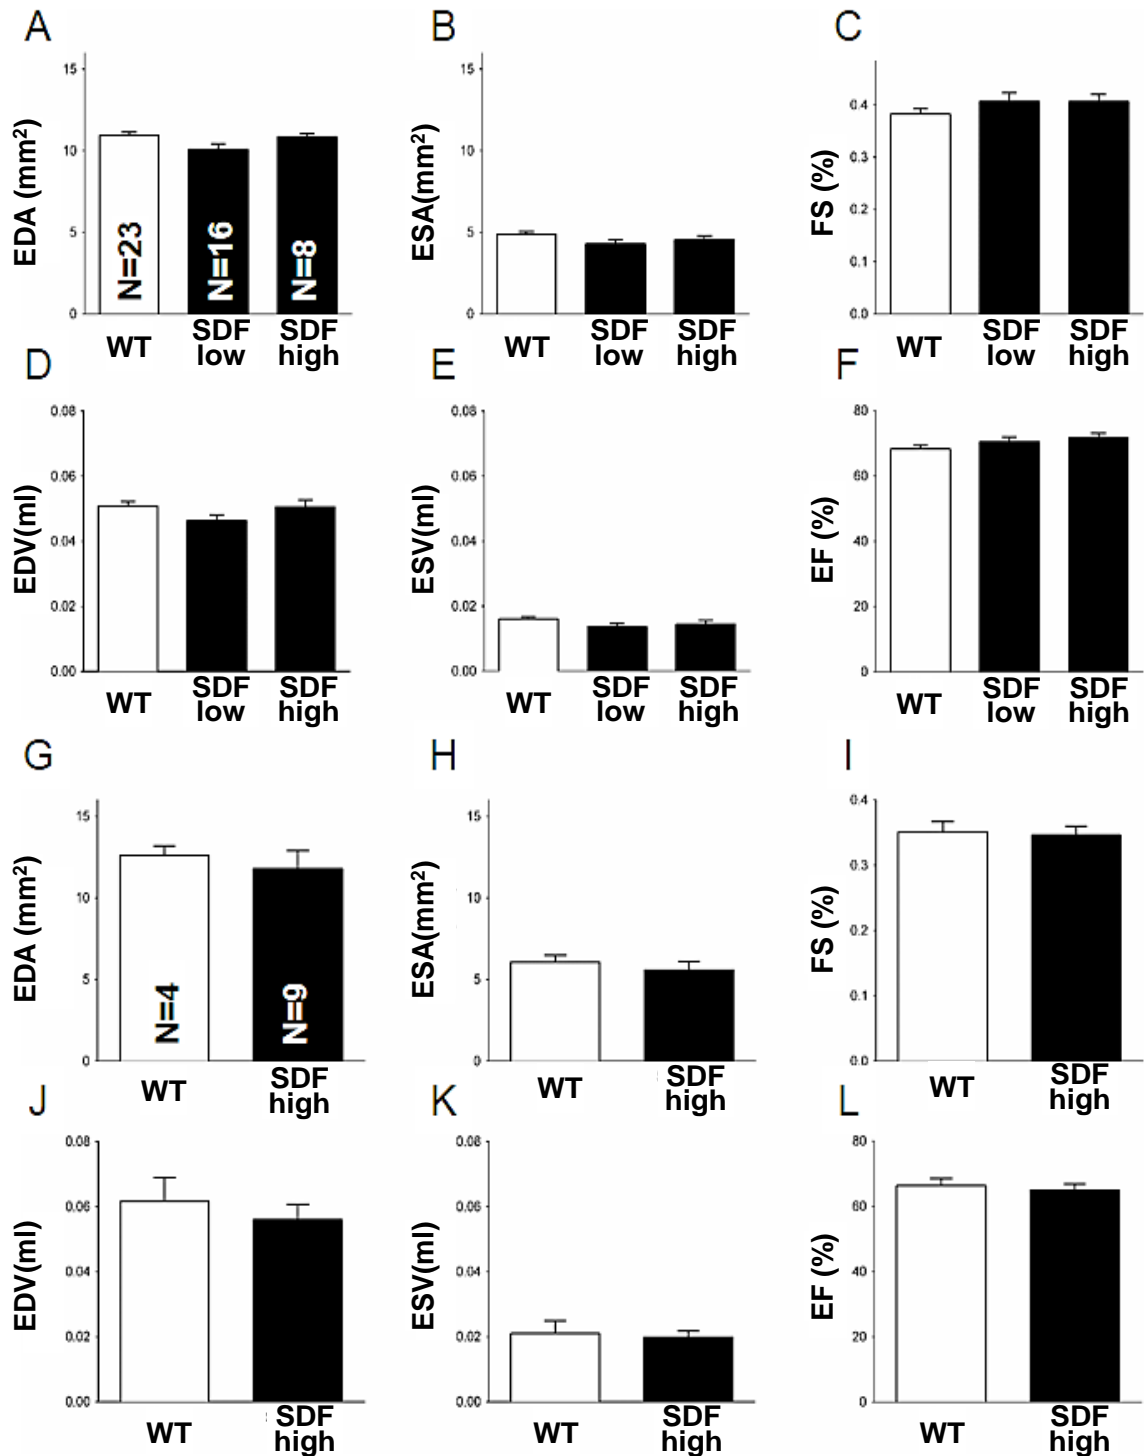 A
EDA (mm²)
15
10
5
0
N=23
N=16
N=8
WT
SDF low
SDF high
B
ESA(mm²)
15
10
5
0
WT
SDF low
SDF high
C
FS (%)
0.4
0.3
0.2
0.1
0.0
WT
SDF low
SDF high
D
EDV(ml)
0.08
0.06
0.04
0.02
0.00
WT
SDF low
SDF high
E
ESV(ml)
0.08
0.06
0.04
0.02
0.00
WT
SDF low
SDF high
F
EF (%)
80
60
40
20
0
WT
SDF low
SDF high
G
EDA (mm²)
15
10
5
0
N=4
N=9
WT
SDF high
H
ESA(mm²)
15
10
5
0
WT
SDF high
I
FS (%)
0.4
0.3
0.2
0.1
0.0
WT
SDF high
J
EDV(ml)
0.08
0.06
0.04
0.02
0.00
WT
SDF high
K
ESV(ml)
0.08
0.06
0.04
0.02
0.00
WT
SDF high
L
EF (%)
80
60
40
20
0
WT
SDF high